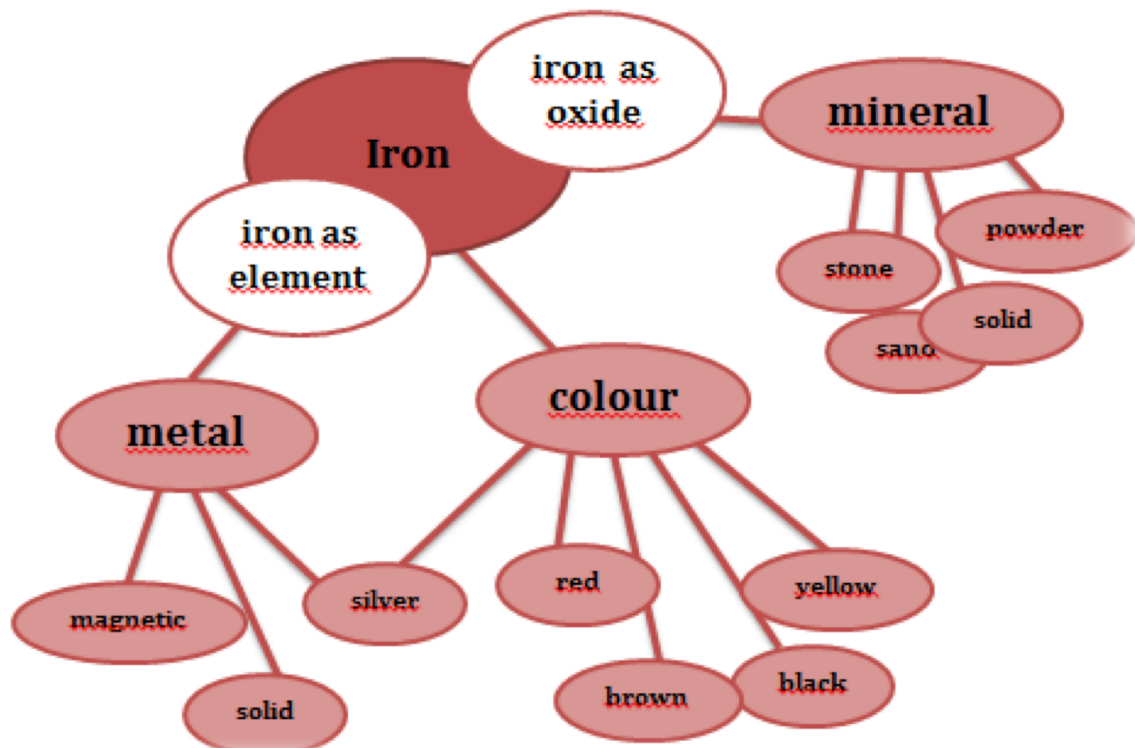 iron as
oxide
mineral
Iron
iron as
element
powder
stone
solid
sand
colour
metal
red
yellow
silver
magnetic
black
brown
solid